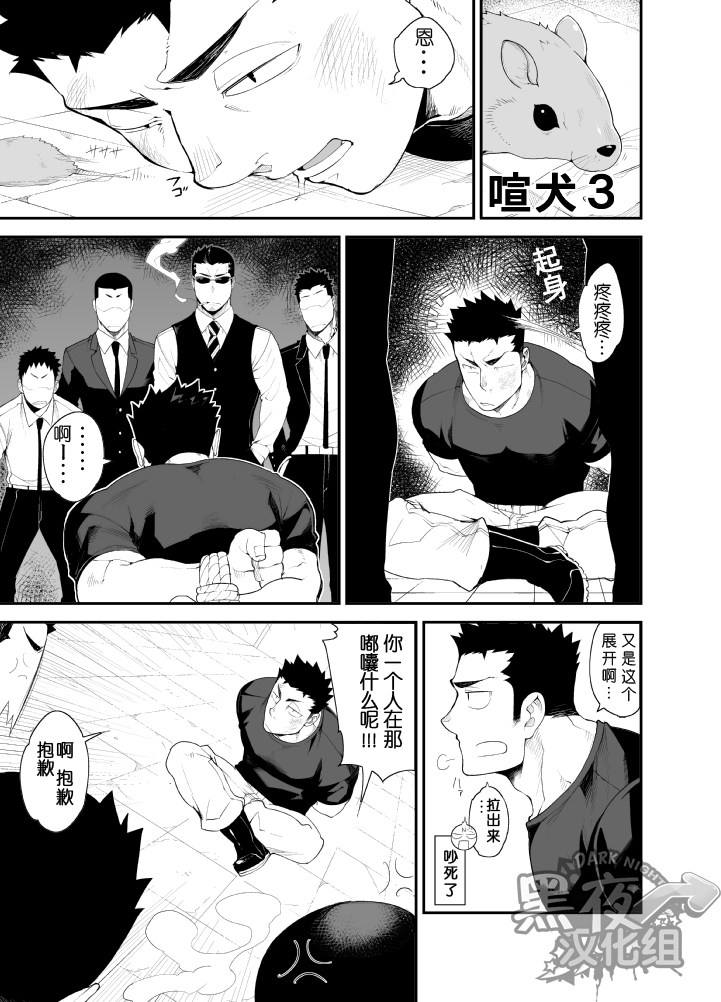 喧犬３
恩…
ｱｺﾞ
疼疼疼…
起身
……
啊ー…
又是这个
展开啊…
拉出来
…
N
吵死了
你一个人在那
嘟囔什么呢!!!
啊 抱歉
抱歉
DARK NIGHT
黑夜
汉化组